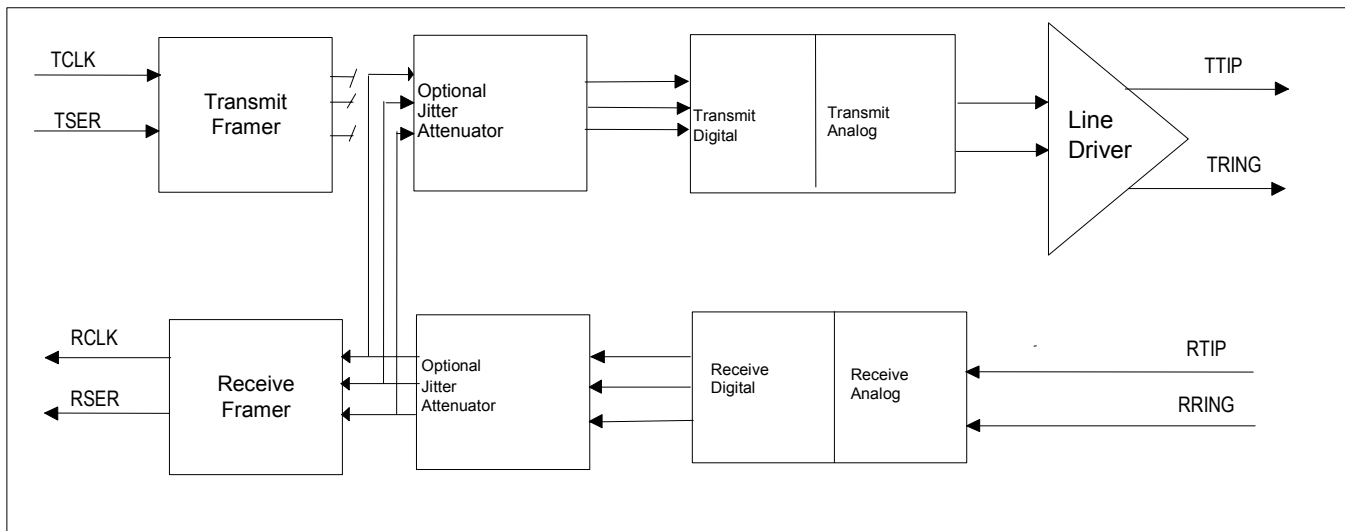 TCLK
TSER
Transmit
Framer
Optional
Jitter
Attenuator
Transmit
Digital
Transmit
Analog
Line
Driver
TTIP
TRING
RCLK
RSER
Receive
Framer
Optional
Jitter
Attenuator
Receive
Digital
Receive
Analog
RTIP
RRING